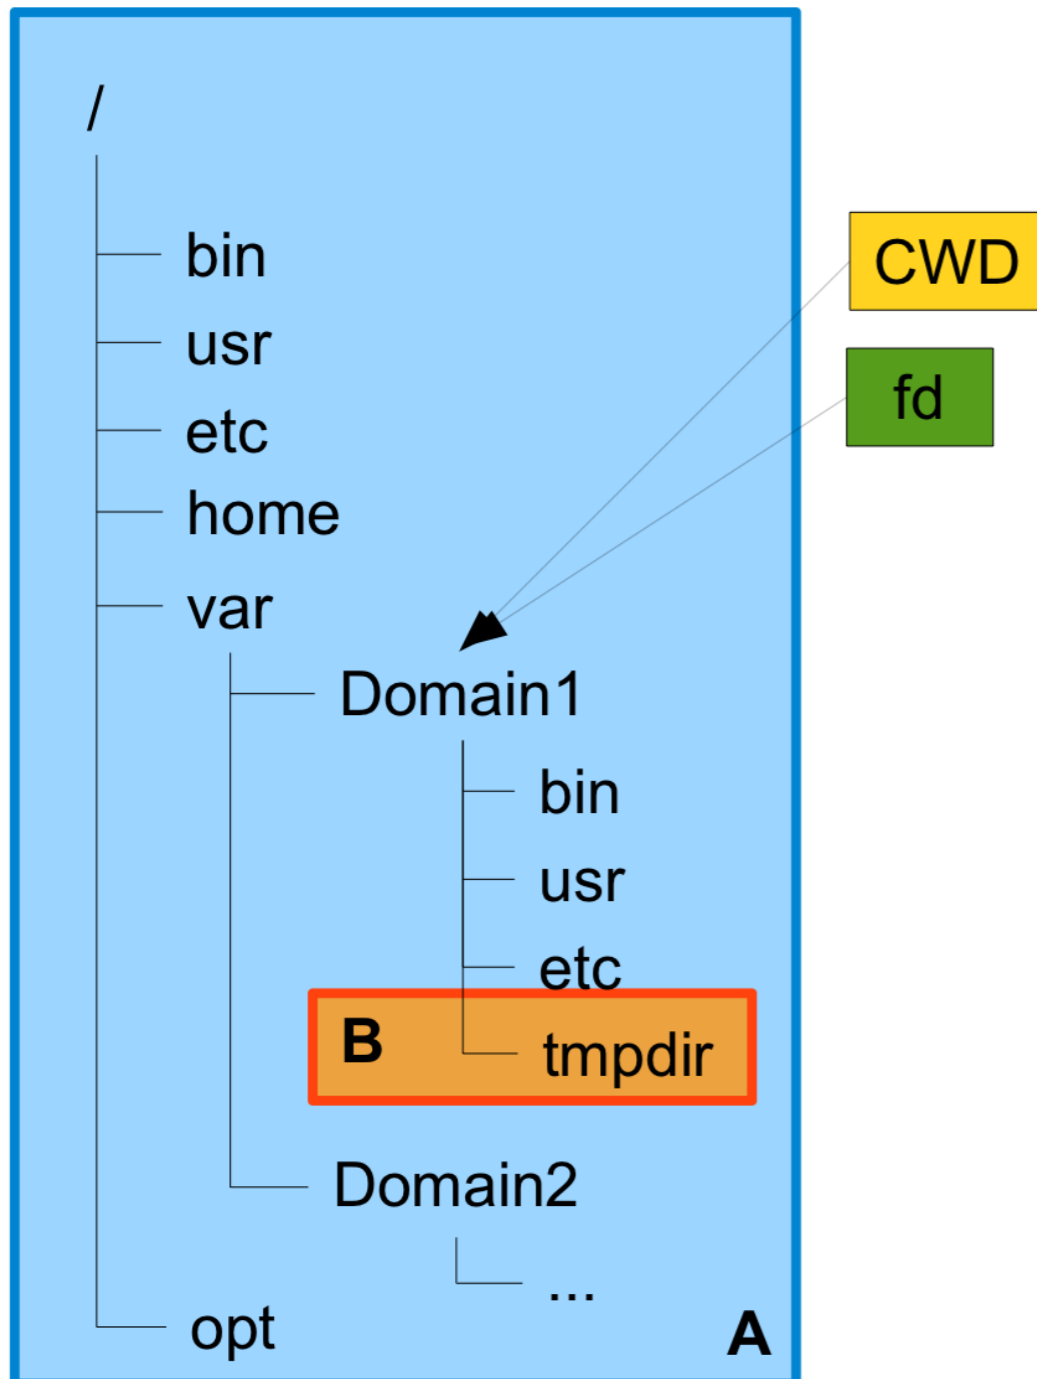 /
bin
CWD
usr
fd
etc
home
var
Domain1
bin
usr
etc
B
tmpdir
Domain2
...
opt
A